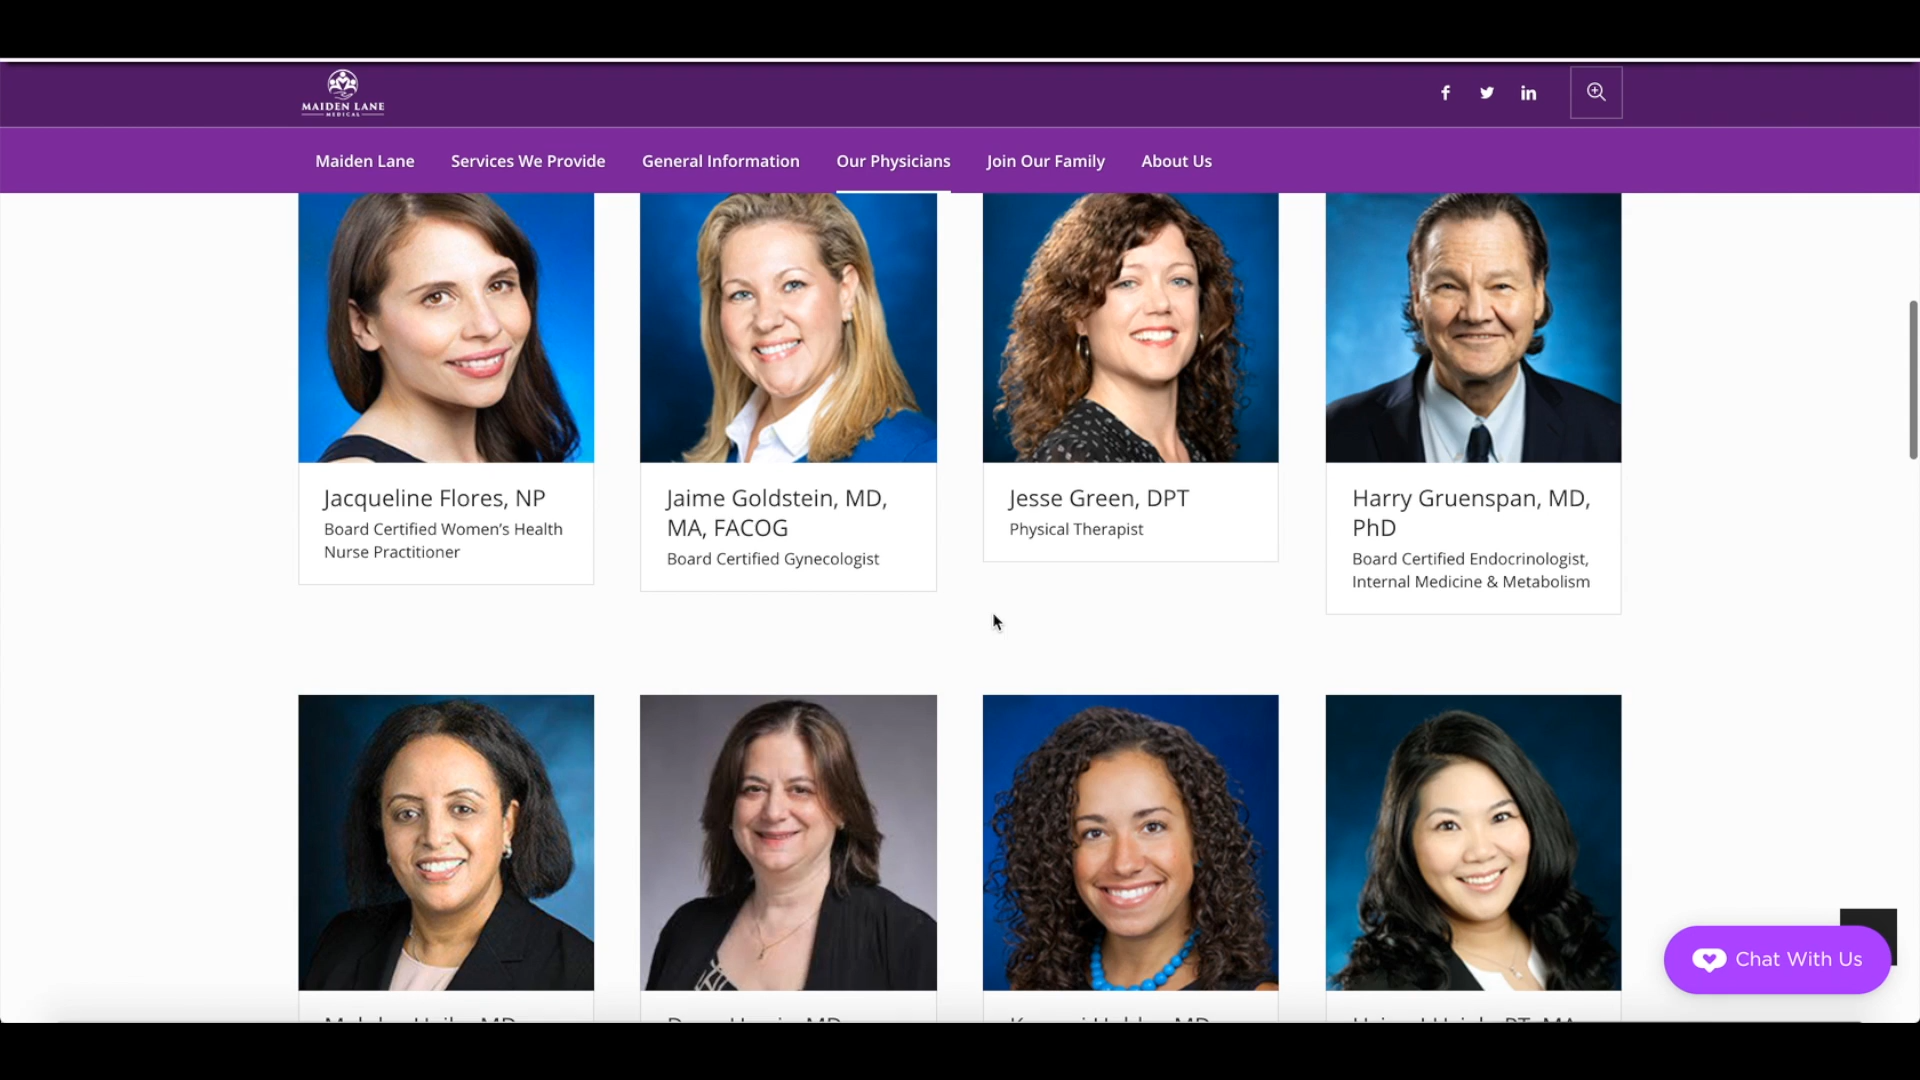 MAIDEN LANE
MEDICAL
Maiden Lane
Services We Provide
General Information
Our Physicians
Join Our Family
About Us
Jacqueline Flores, NP
Board Certified Women’s Health
Nurse Practitioner
Jaime Goldstein, MD,
MA, FACOG
Board Certified Gynecologist
Jesse Green, DPT
Physical Therapist
Harry Gruenspan, MD,
PhD
Board Certified Endocrinologist,
Internal Medicine & Metabolism
Chat With Us